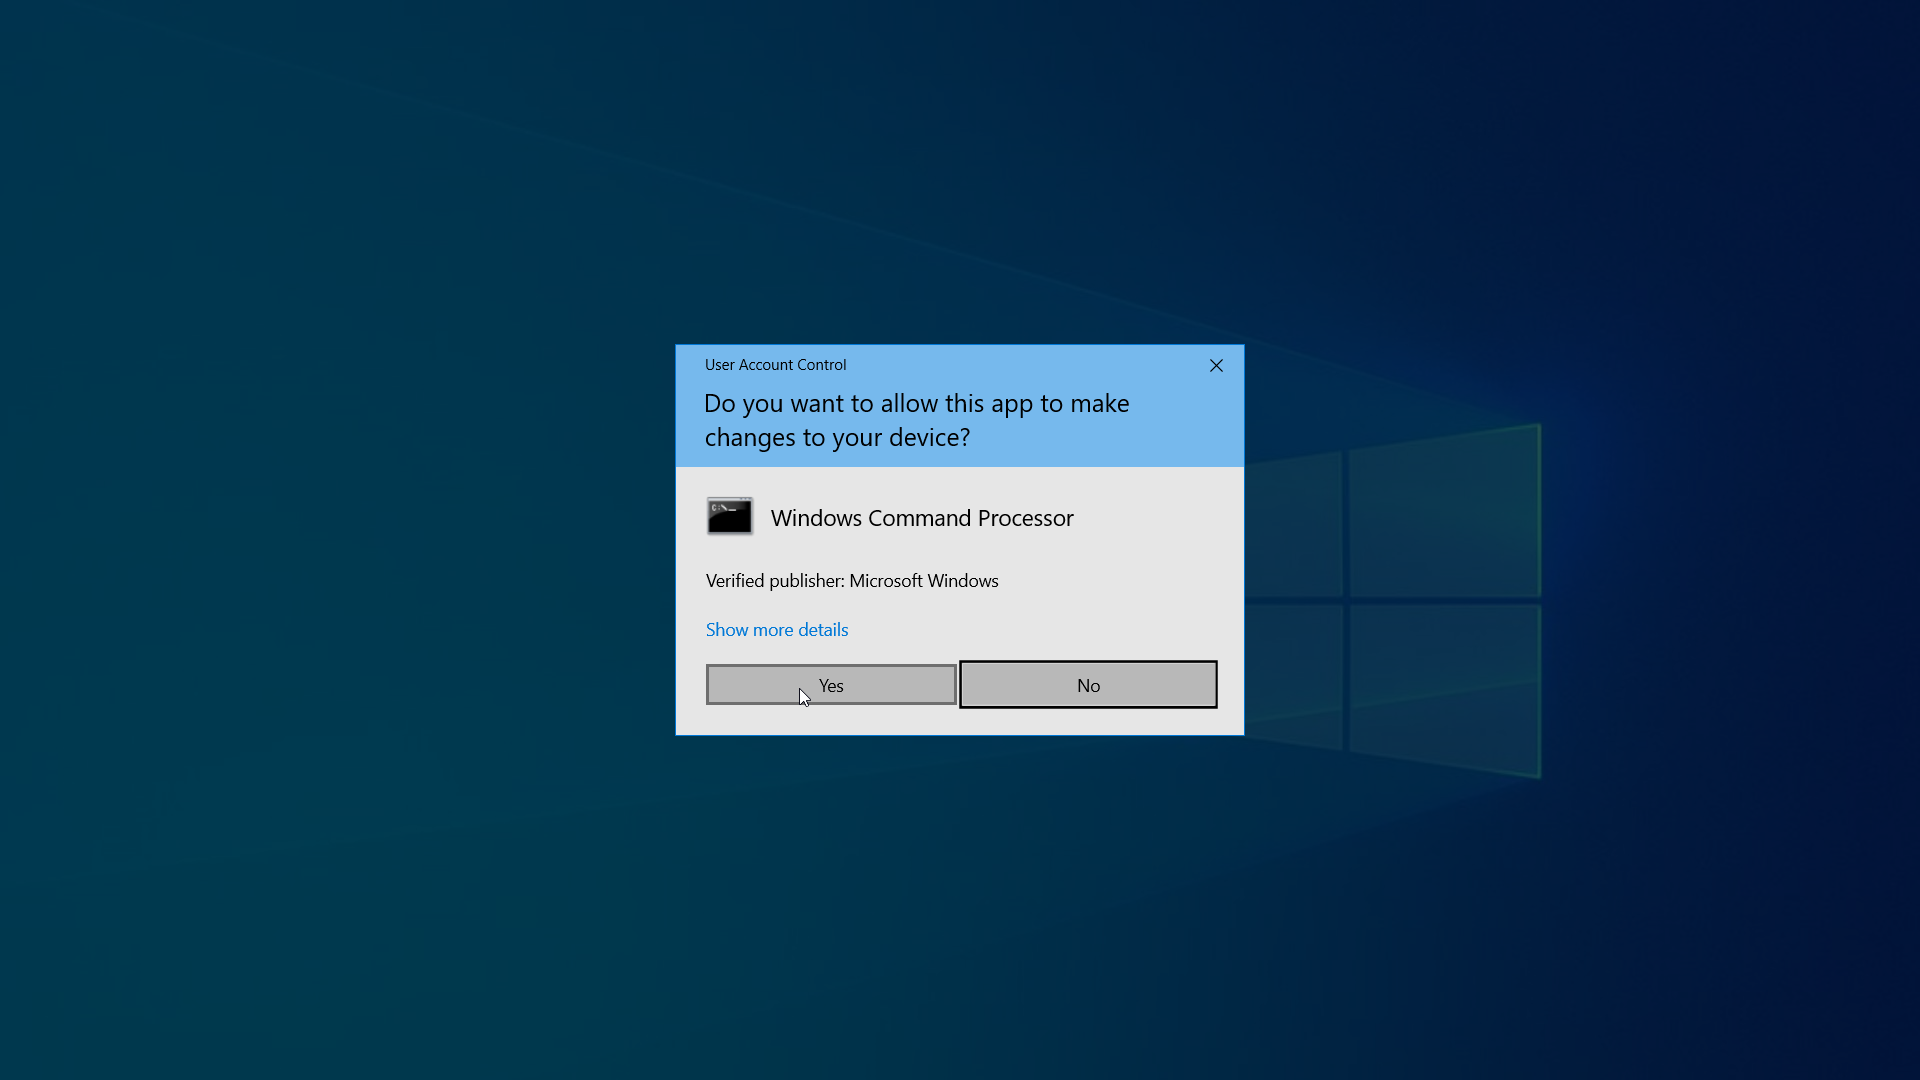 User Account Control
Do you want to allow this app to make
changes to your device?
C:\_
Windows Command Processor
Verified publisher: Microsoft Windows
Show more details
Yes
No